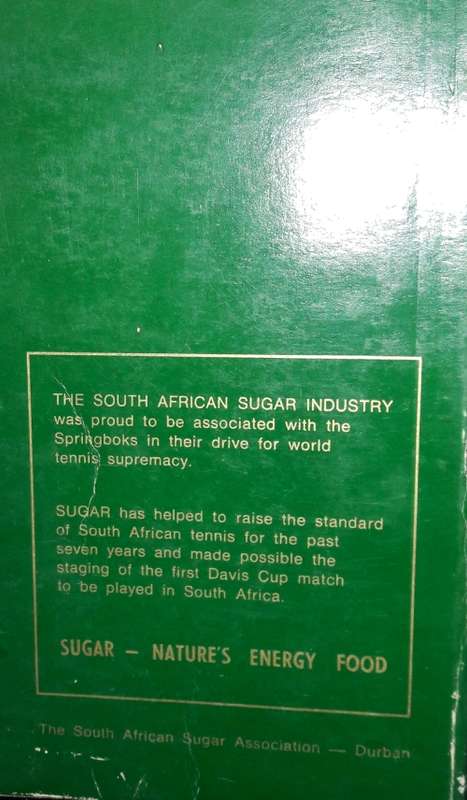 THE SOUTH AFRICAN SUGAR INDUSTRY
was proud to be associated with the
Springboks in their drive for world
tennis supremacy.
SUGAR has helped to raise the standard
of South African tennis for the past
seven years and made possible the
staging of the first Davis Cup match
to be played in South Africa.
SUGAR — NATURE'S ENERGY FOOD
The South African Sugar Association — Durban